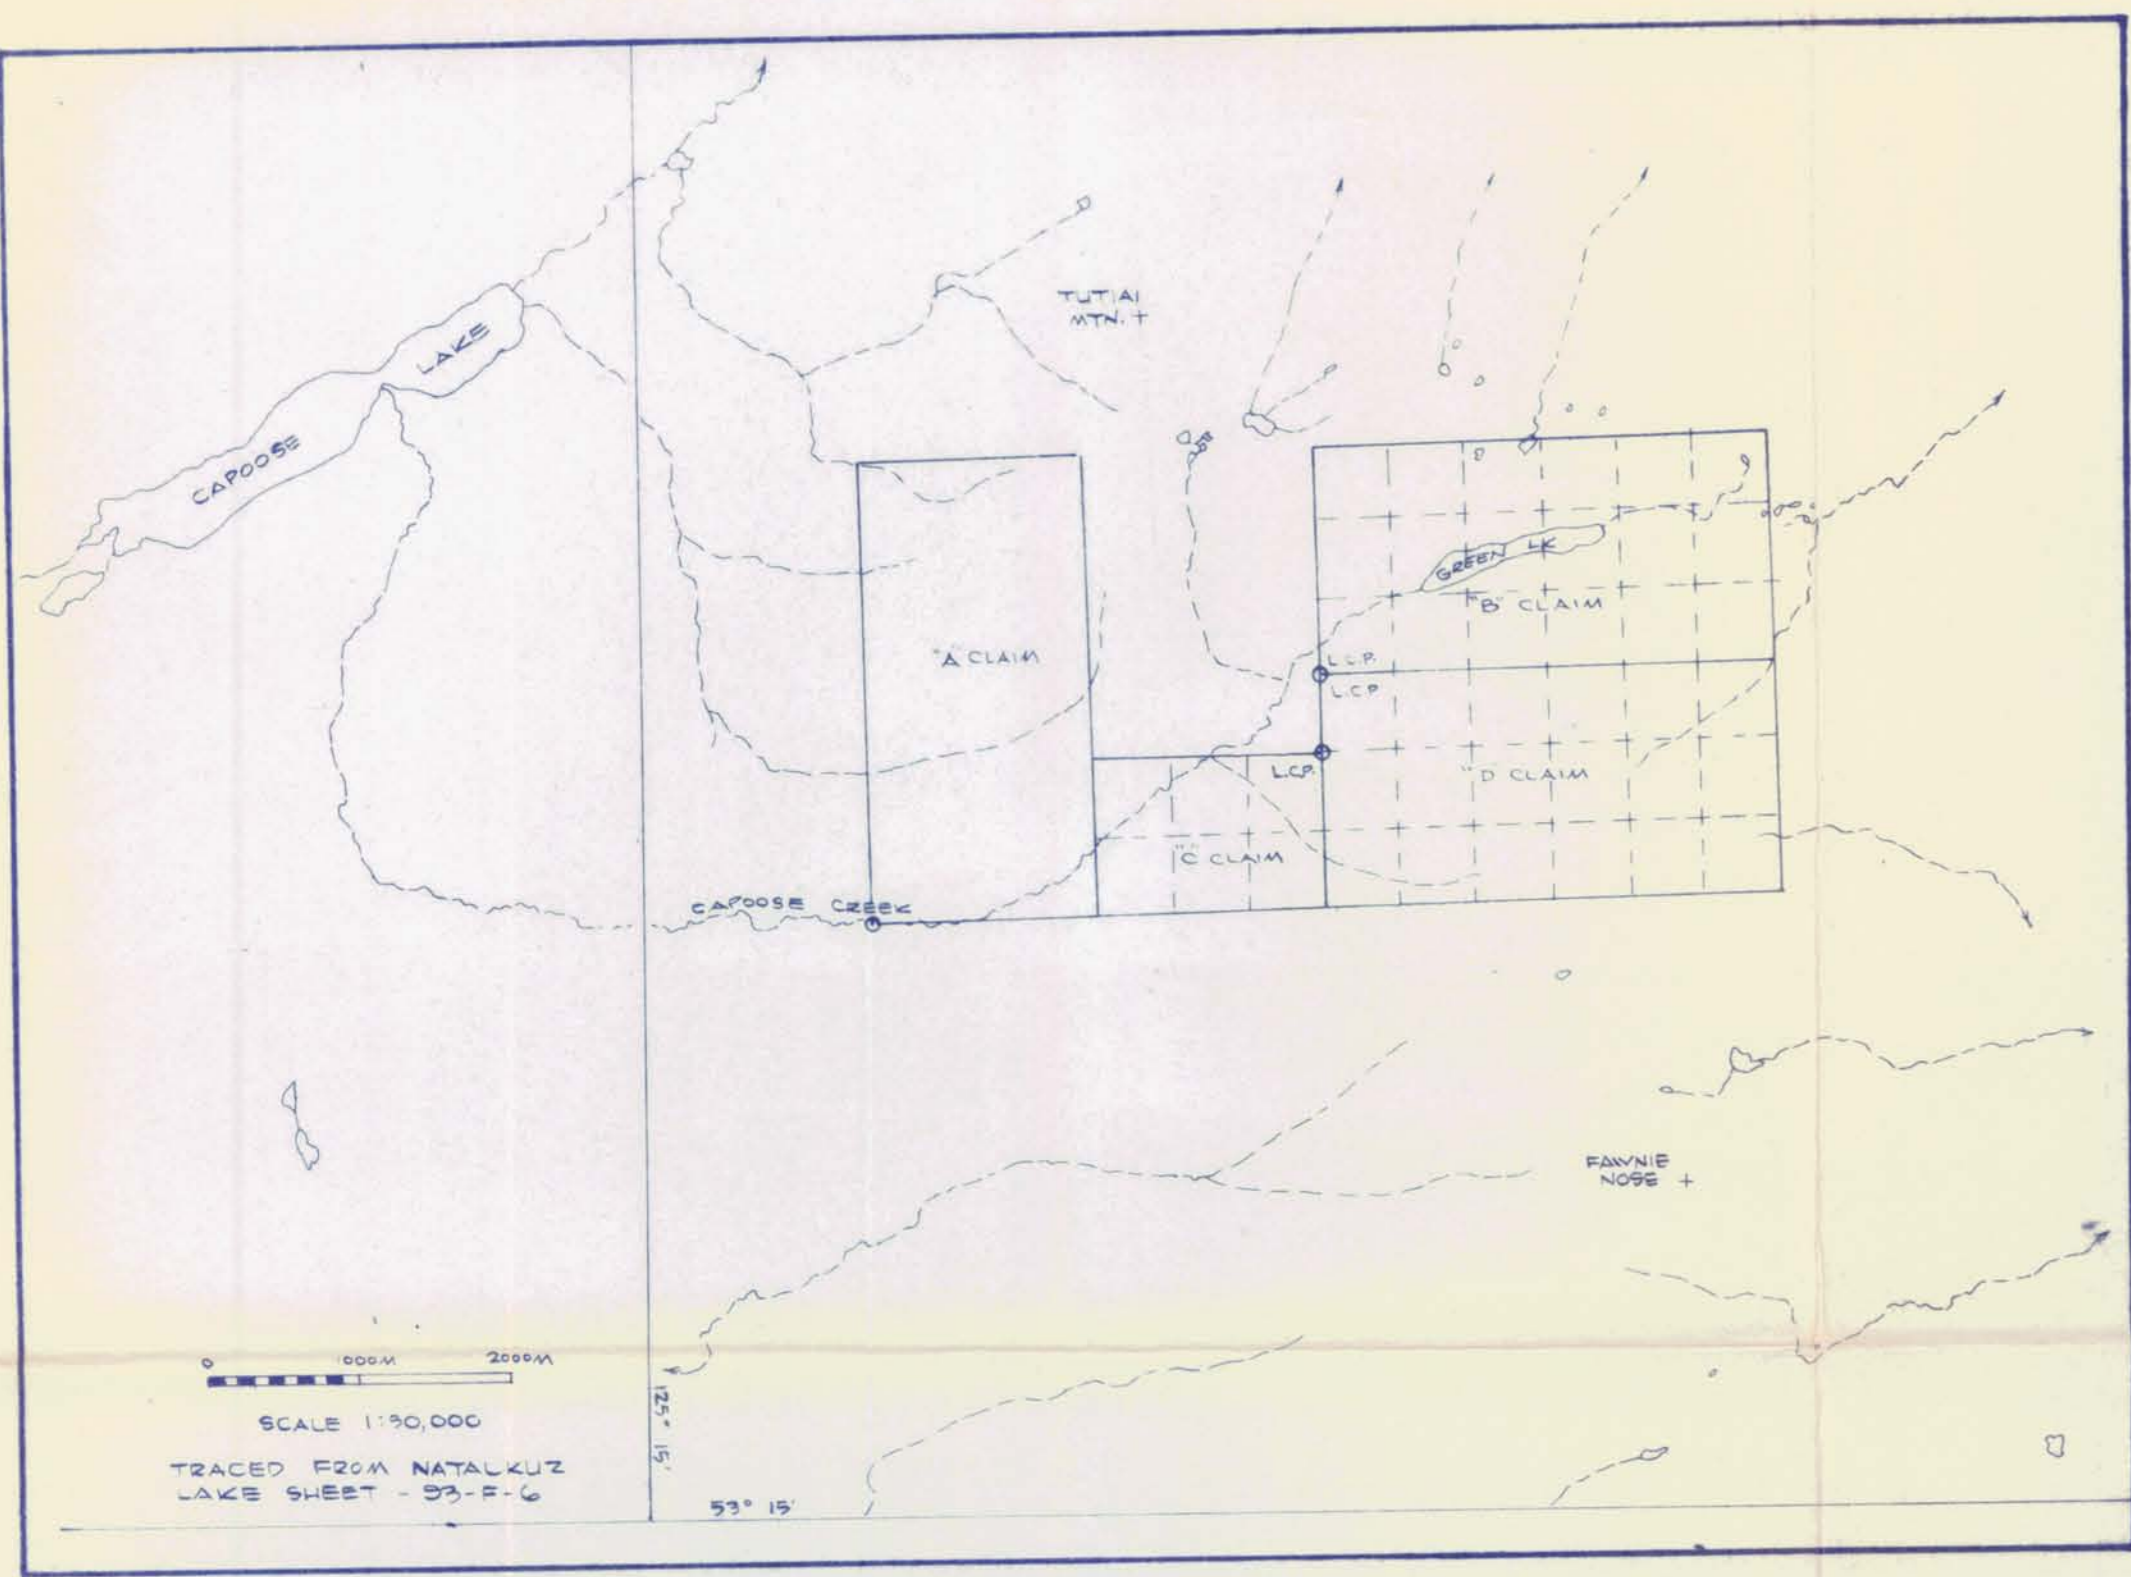 TUTIAI
MTN. +
LAKE
CAPOOSE
GREEN LK
"B" CLAIM
"A" CLAIM
L.C.P.
L.C.P.
L.C.P.
"D" CLAIM
"C" CLAIM
CAPOOSE CREEK
FAWNIE
NOSE +
0 1000M 2000M
SCALE 1:50,000
125° 15'
TRACED FROM NATALKUZ
LAKE SHEET - 93-F-6
53° 15'